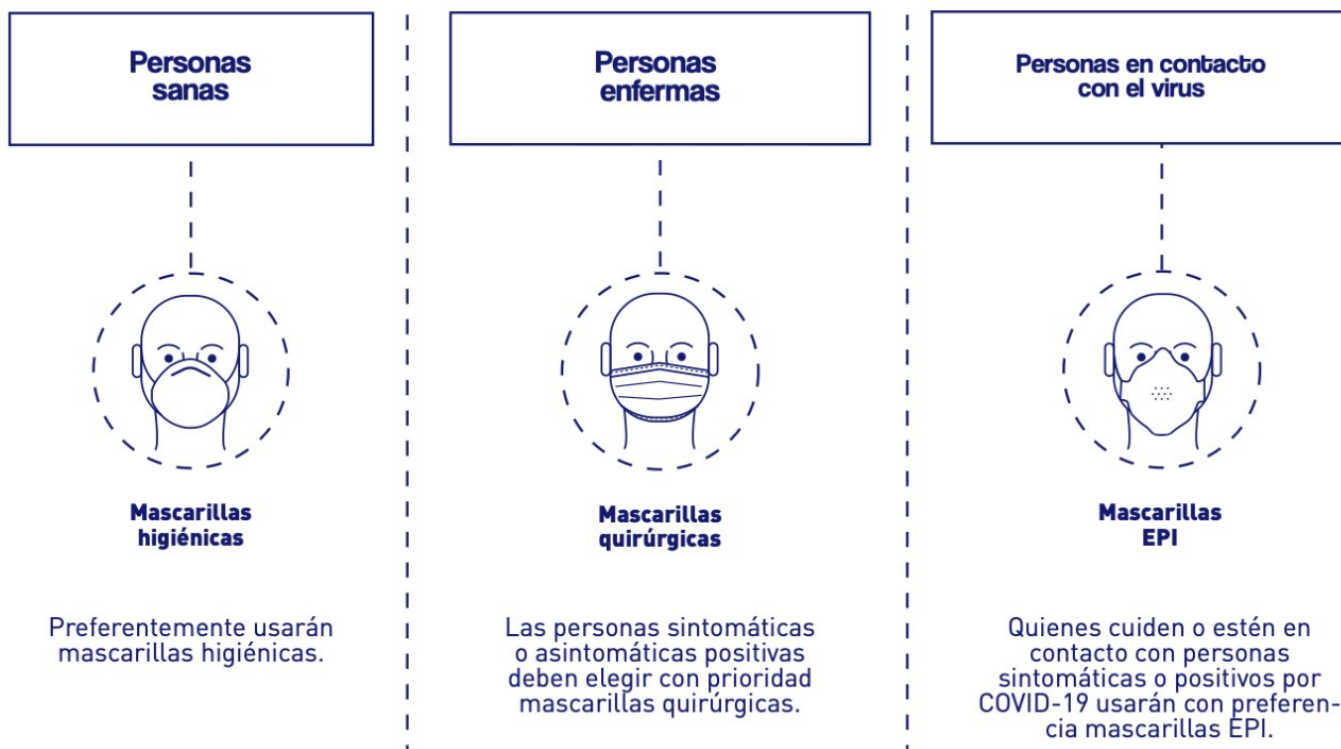 Personas
sanas
Mascarillas
higiénicas
Preferentemente usarán
mascarillas higiénicas.
Personas
enfermas
Mascarillas
quirúrgicas
Las personas sintomáticas
o asintomáticas positivas
deben elegir con prioridad
mascarillas quirúrgicas.
Personas en contacto
con el virus
Mascarillas
EPI
Quienes cuiden o estén en
contacto con personas
sintomáticas o positivos por
COVID-19 usarán con preferen-
cia mascarillas EPI.